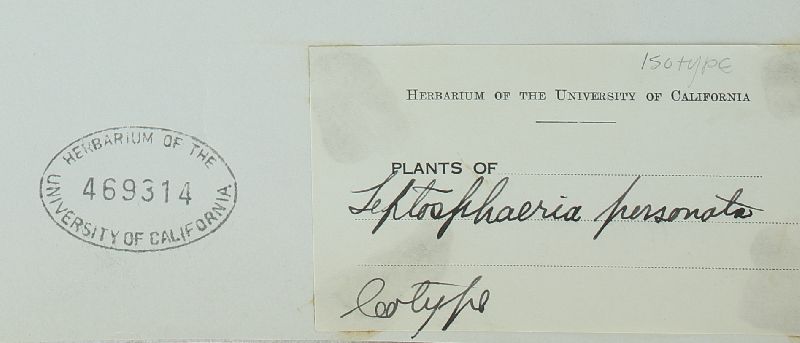 HERBARIUM OF THE
469314
UNIVERSITY OF CALIFORNIA
Isotype
HERBARIUM OF THE UNIVERSITY OF CALIFORNIA
PLANTS OF
Leptosphaeria personata
Cotype